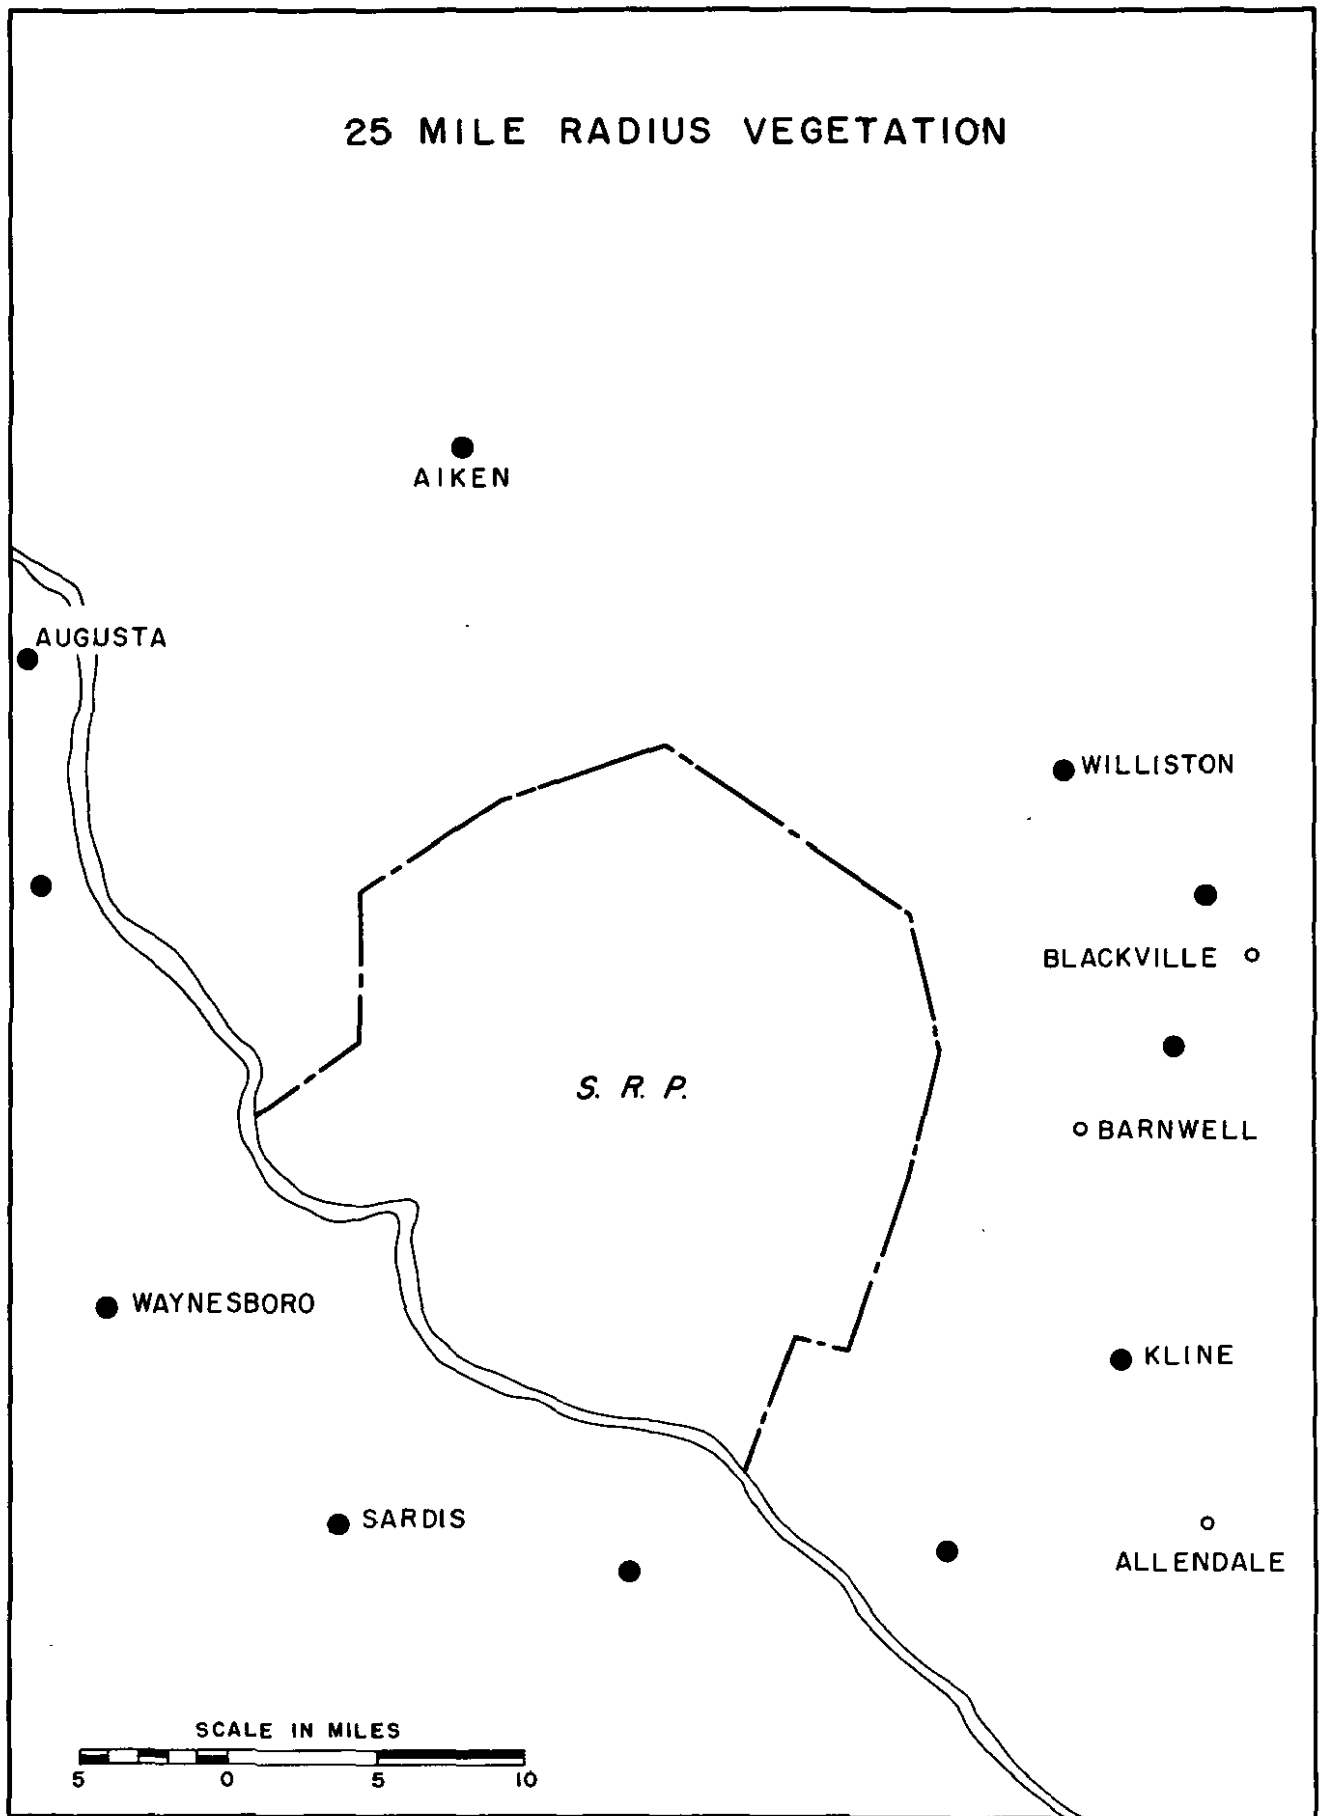 25 MILE RADIUS VEGETATION
AIKEN
AUGUSTA
WILLISTON
BLACKVILLE
S. R. P.
BARNWELL
WAYNESBORO
KLINE
SARDIS
ALLENDALE
SCALE IN MILES
5 0 5 10